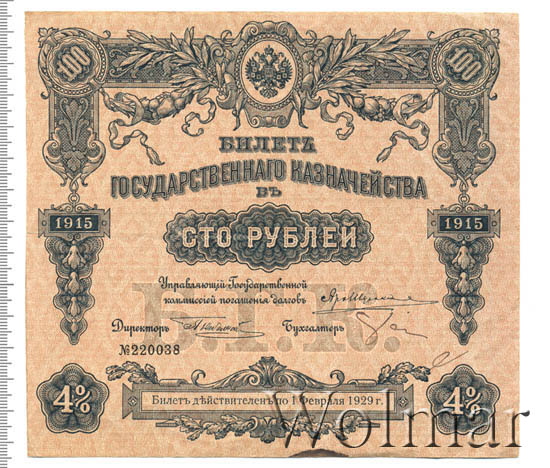 100 100
БИЛЕТЪ
ГОСУДАРСТВЕННАГО КАЗНАЧЕЙСТВА
ВЪ
1915 1915
СТО РУБЛЕЙ
Управляющій Государственной
коммиссіей погашенія долговъ
Директоръ Бухгалтеръ
№220038
4% 4%
Билетъ дѣйствителенъ по 1 Февраля 1929 г.
Wolmar